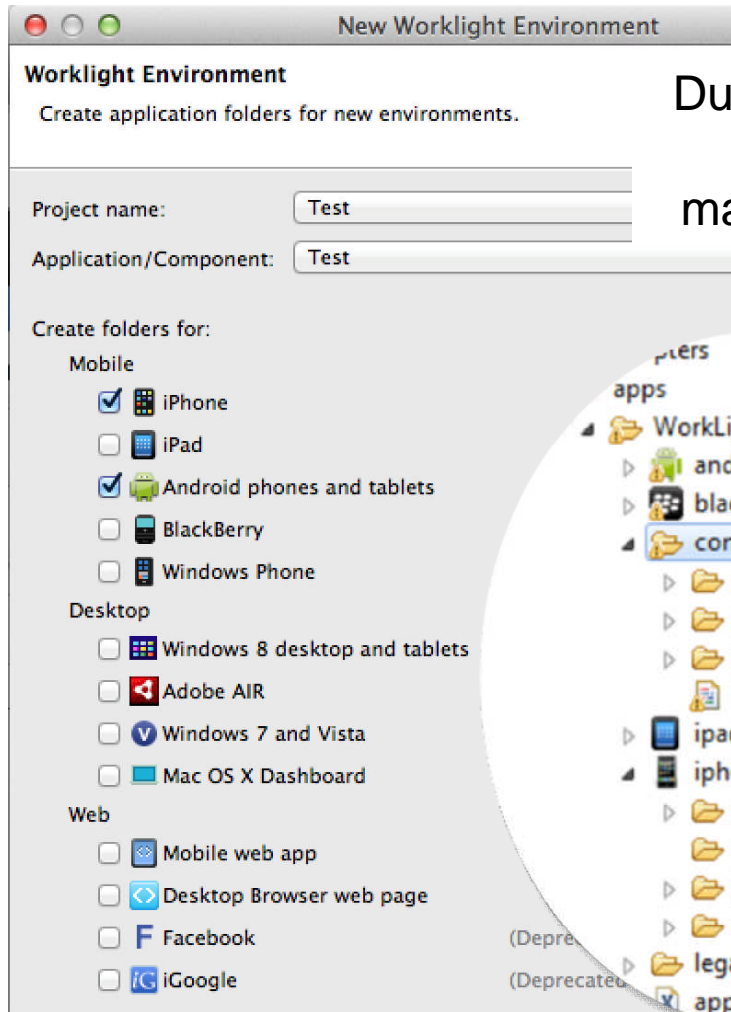 New Worklight Environment
Worklight Environment
Create application folders for new environments.
Project name: Test
Application/Component: Test
Create folders for:
Mobile
iPhone
iPad
Android phones and tablets
BlackBerry
Windows Phone
Desktop
Windows 8 desktop and tablets
Adobe AIR
Windows 7 and Vista
Mac OS X Dashboard
Web
Mobile web app
Desktop Browser web page
Facebook
iGoogle (Deprecated
apps